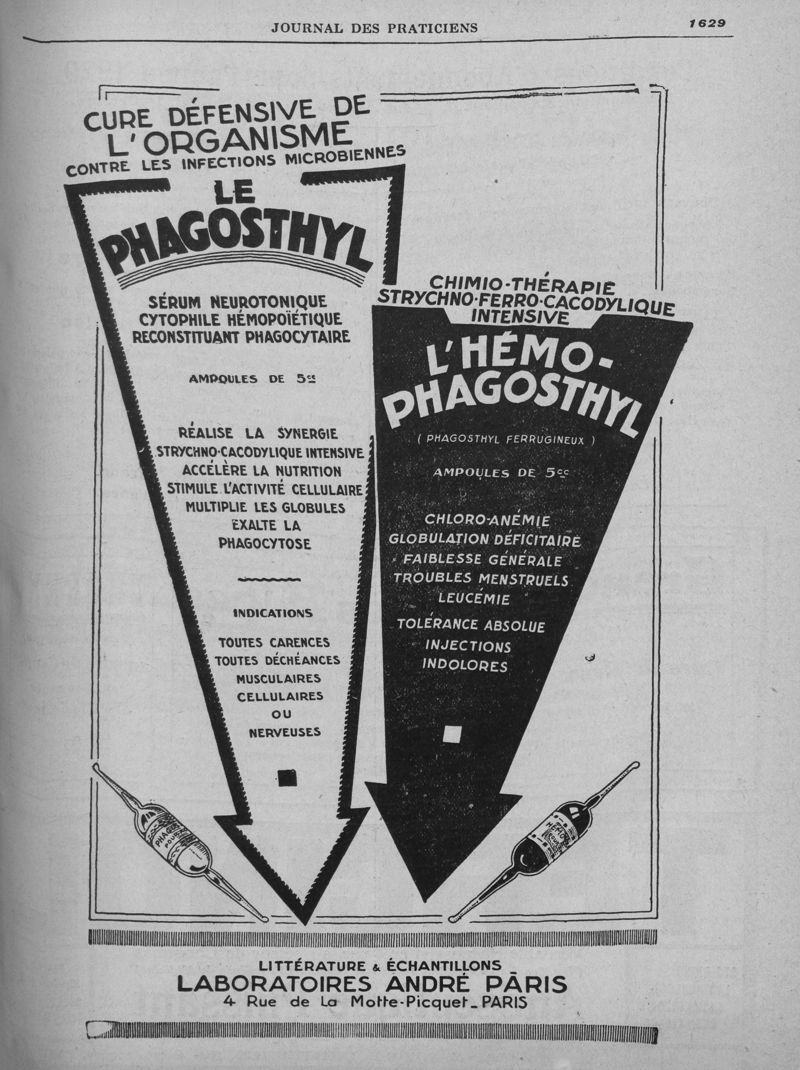 JOURNAL DES PRATICIENS
1629
CURE DÉFENSIVE DE
L'ORGANISME
CONTRE LES INFECTIONS MICROBIENNES
LE
PHAGOSTHYL
SÉRUM NEUROTONIQUE
CYTOPHILE HÉMOPOÏÉTIQUE
RECONSTITUANT PHAGOCYTAIRE
AMPOULES DE 5cc
RÉALISE LA SYNERGIE
STRYCHNO-CACODYLIQUE INTENSIVE
ACCÉLÈRE LA NUTRITION
STIMULE L'ACTIVITÉ CELLULAIRE
MULTIPLIE LES GLOBULES
EXALTE LA
PHAGOCYTOSE
INDICATIONS
TOUTES CARENCES
TOUTES DÉCHÉANCES
MUSCULAIRES
CELLULAIRES
OU
NERVEUSES
CHIMIO-THÉRAPIE
STRYCHNO-FERRO-CACODYLIQUE
INTENSIVE
L'HÉMO-
PHAGOSTHYL
( PHAGOSTHYL FERRUGINEUX )
AMPOULES DE 5cc
CHLORO-ANÉMIE
GLOBULATION DÉFICITAIRE
FAIBLESSE GÉNÉRALE
TROUBLES MENSTRUELS
LEUCÉMIE
TOLÉRANCE ABSOLUE
INJECTIONS
INDOLORES
LITTÉRATURE & ÉCHANTILLONS
LABORATOIRES ANDRÉ PÂRIS
4 Rue de La Motte-Picquet_PARIS